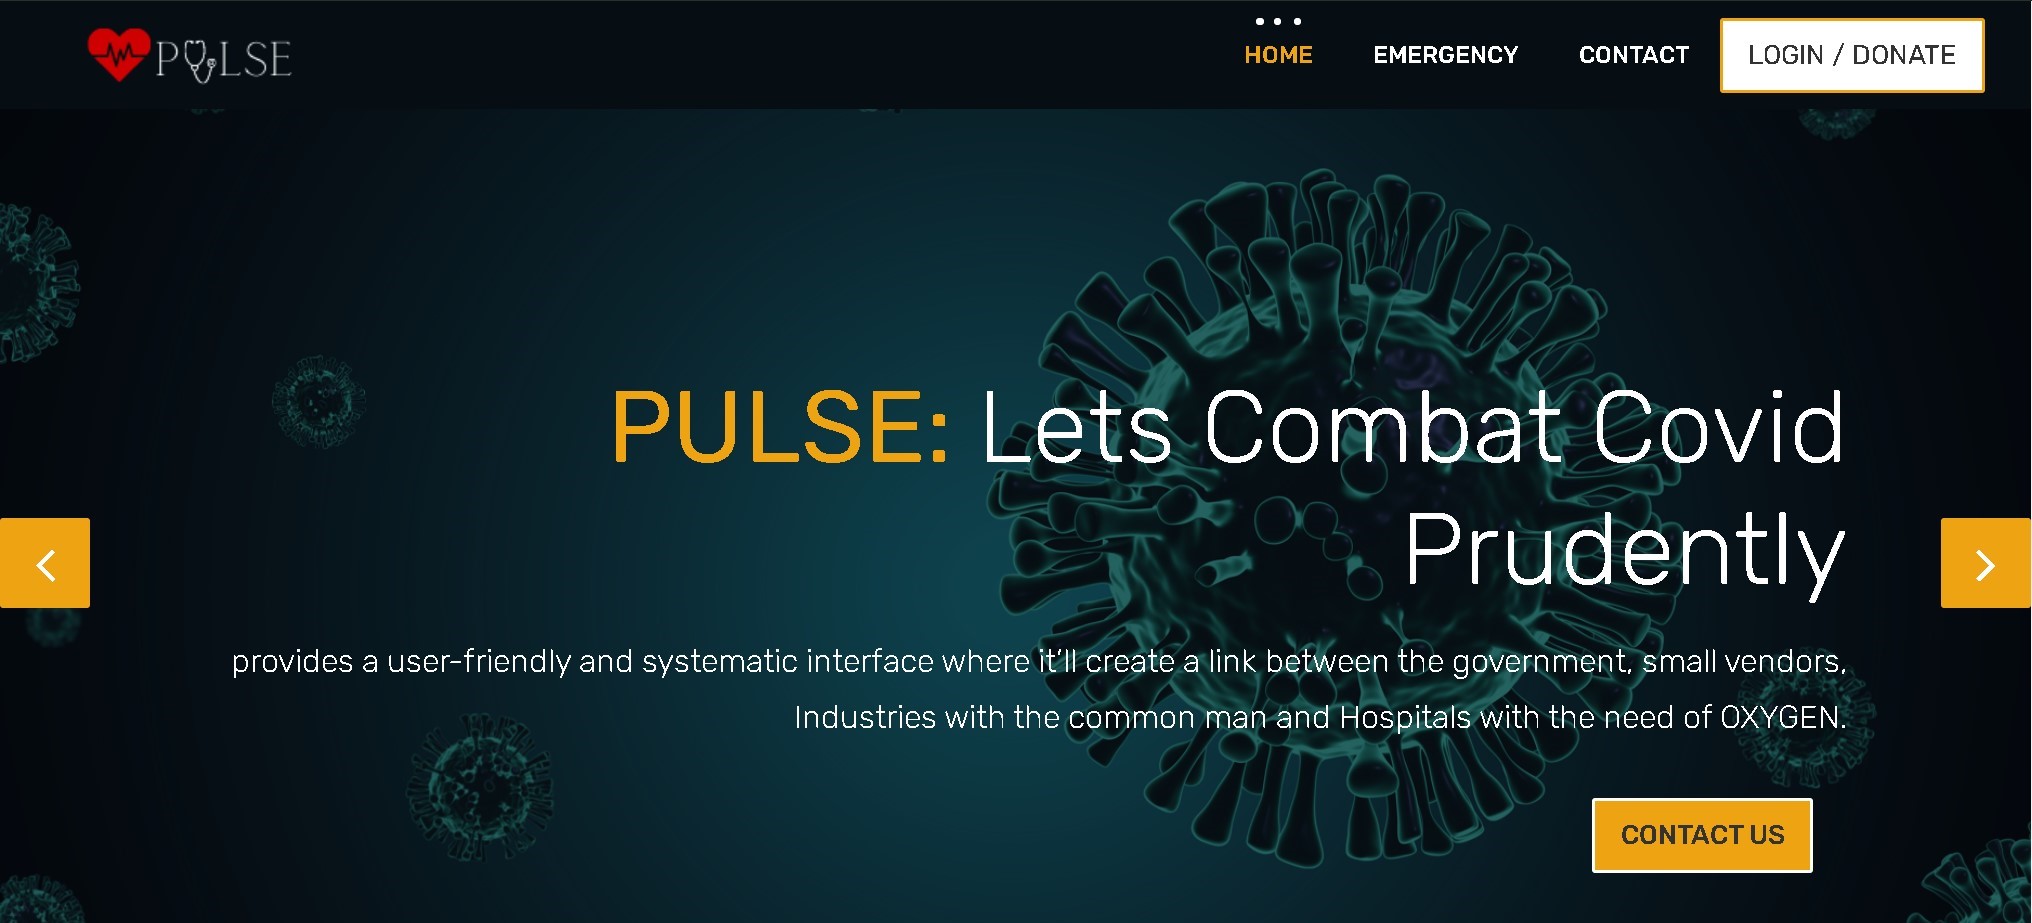 PULSE
HOME
EMERGENCY
CONTACT
LOGIN / DONATE
PULSE: Lets Combat Covid
Prudently
provides a user-friendly and systematic interface where it'll create a link between the government, small vendors,
Industries with the common man and Hospitals with the need of OXYGEN.
CONTACT US